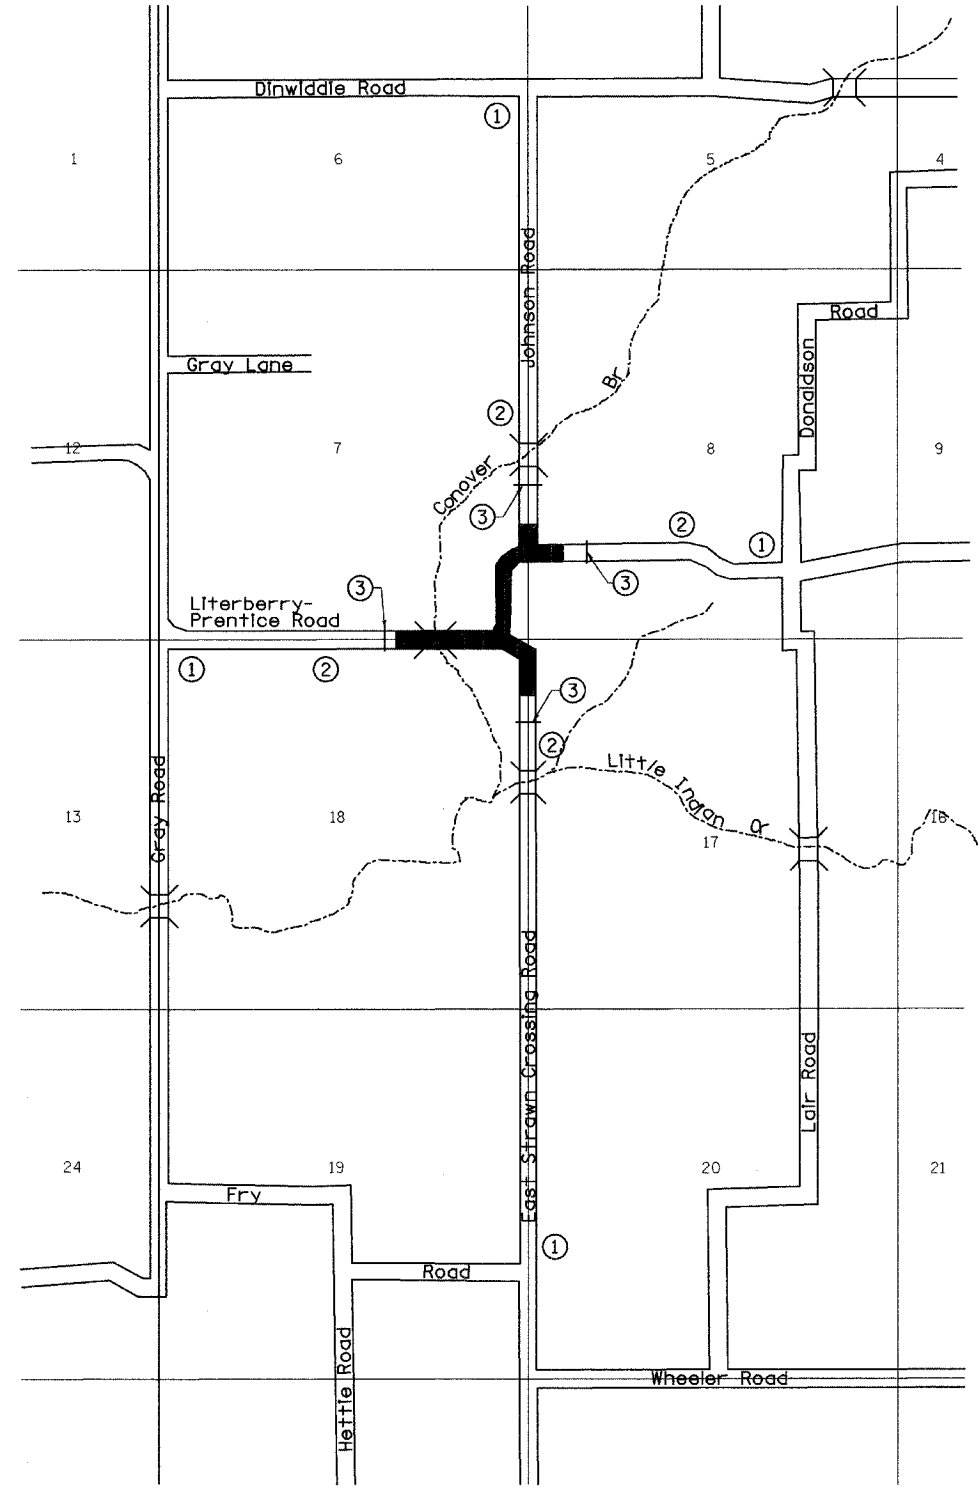 Dinwiddie Road
1
1
6
5
4
Johnson Road
Road
Gray Lane
Donaldson
Br
2
12
7
Conover
8
9
3
2
1
3
3
Literberry-
Prentice Road
1
2
3
2
Little Indian Cr
Gray Road
13
18
17
16
East Strawn Crossing Road
Lair Road
24
19
20
21
Fry
1
Road
Hettie Road
Wheeler Road